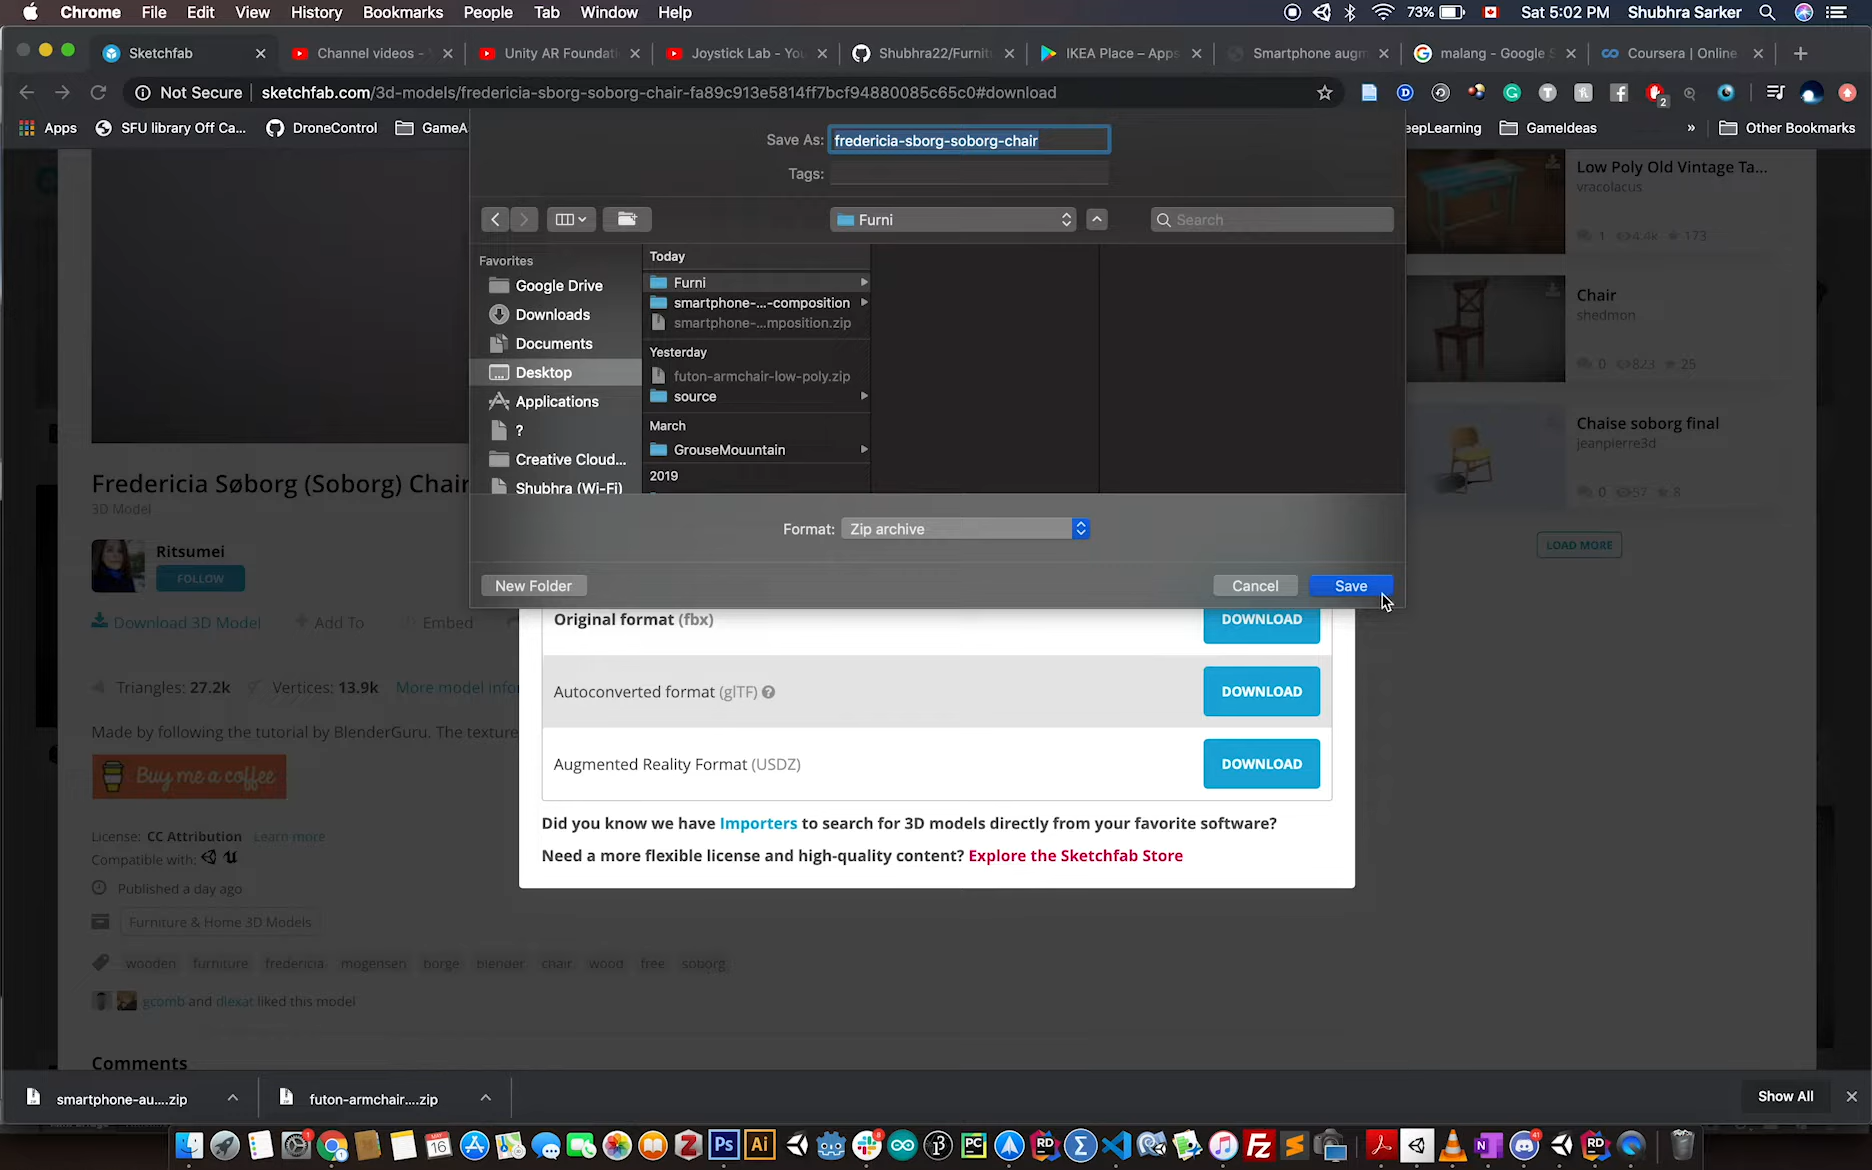 Chrome File Edit View History Bookmarks People Tab Window Help
73% Sat 5:02 PM Shubhra Sarker
Sketchfab
Channel videos -
Unity AR Foundati
Joystick Lab - You
Shubhra22/Furnitu
IKEA Place – Apps
Smartphone augm
malang - Google S
Coursera | Online
Not Secure sketchfab.com/3d-models/fredericia-sborg-soborg-chair-fa89c913e5814ff7bcf94880085c65c0#download
Apps SFU library Off Ca... DroneControl GameA eepLearning GameIdeas » Other Bookmarks
Save As: fredericia-sborg-soborg-chair
Tags:
Furni
Search
Favorites
Google Drive
Downloads
Documents
Desktop
Applications
?
Creative Cloud...
Shubhra (Wi-Fi)
Today
Furni
smartphone-...-composition
smartphone-...mposition.zip
Yesterday
futon-armchair-low-poly.zip
source
March
GrouseMouuntain
2019
Format: Zip archive
New Folder Cancel Save
Low Poly Old Vintage Ta...
vracolacus
1 4.4k 173
Chair
shedmon
0 823 25
Chaise soborg final
jeanpierre3d
0 57 8
LOAD MORE
Fredericia Søborg (Soborg) Chair
3D Model
Ritsumei
FOLLOW
Download 3D Model Add To Embed
Triangles: 27.2k Vertices: 13.9k More model infor
Made by following the tutorial by BlenderGuru. The texture
Buy me a coffee
License: CC Attribution Learn more
Compatible with:
Published a day ago
Furniture & Home 3D Models
wooden furniture fredericia mogensen borge blender chair wood free soborg
gcomb and dlexat liked this model
Comments
Original format (fbx) DOWNLOAD
Autoconverted format (glTF) DOWNLOAD
Augmented Reality Format (USDZ) DOWNLOAD
Did you know we have Importers to search for 3D models directly from your favorite software?
Need a more flexible license and high-quality content? Explore the Sketchfab Store
smartphone-au....zip
futon-armchair....zip
Show All